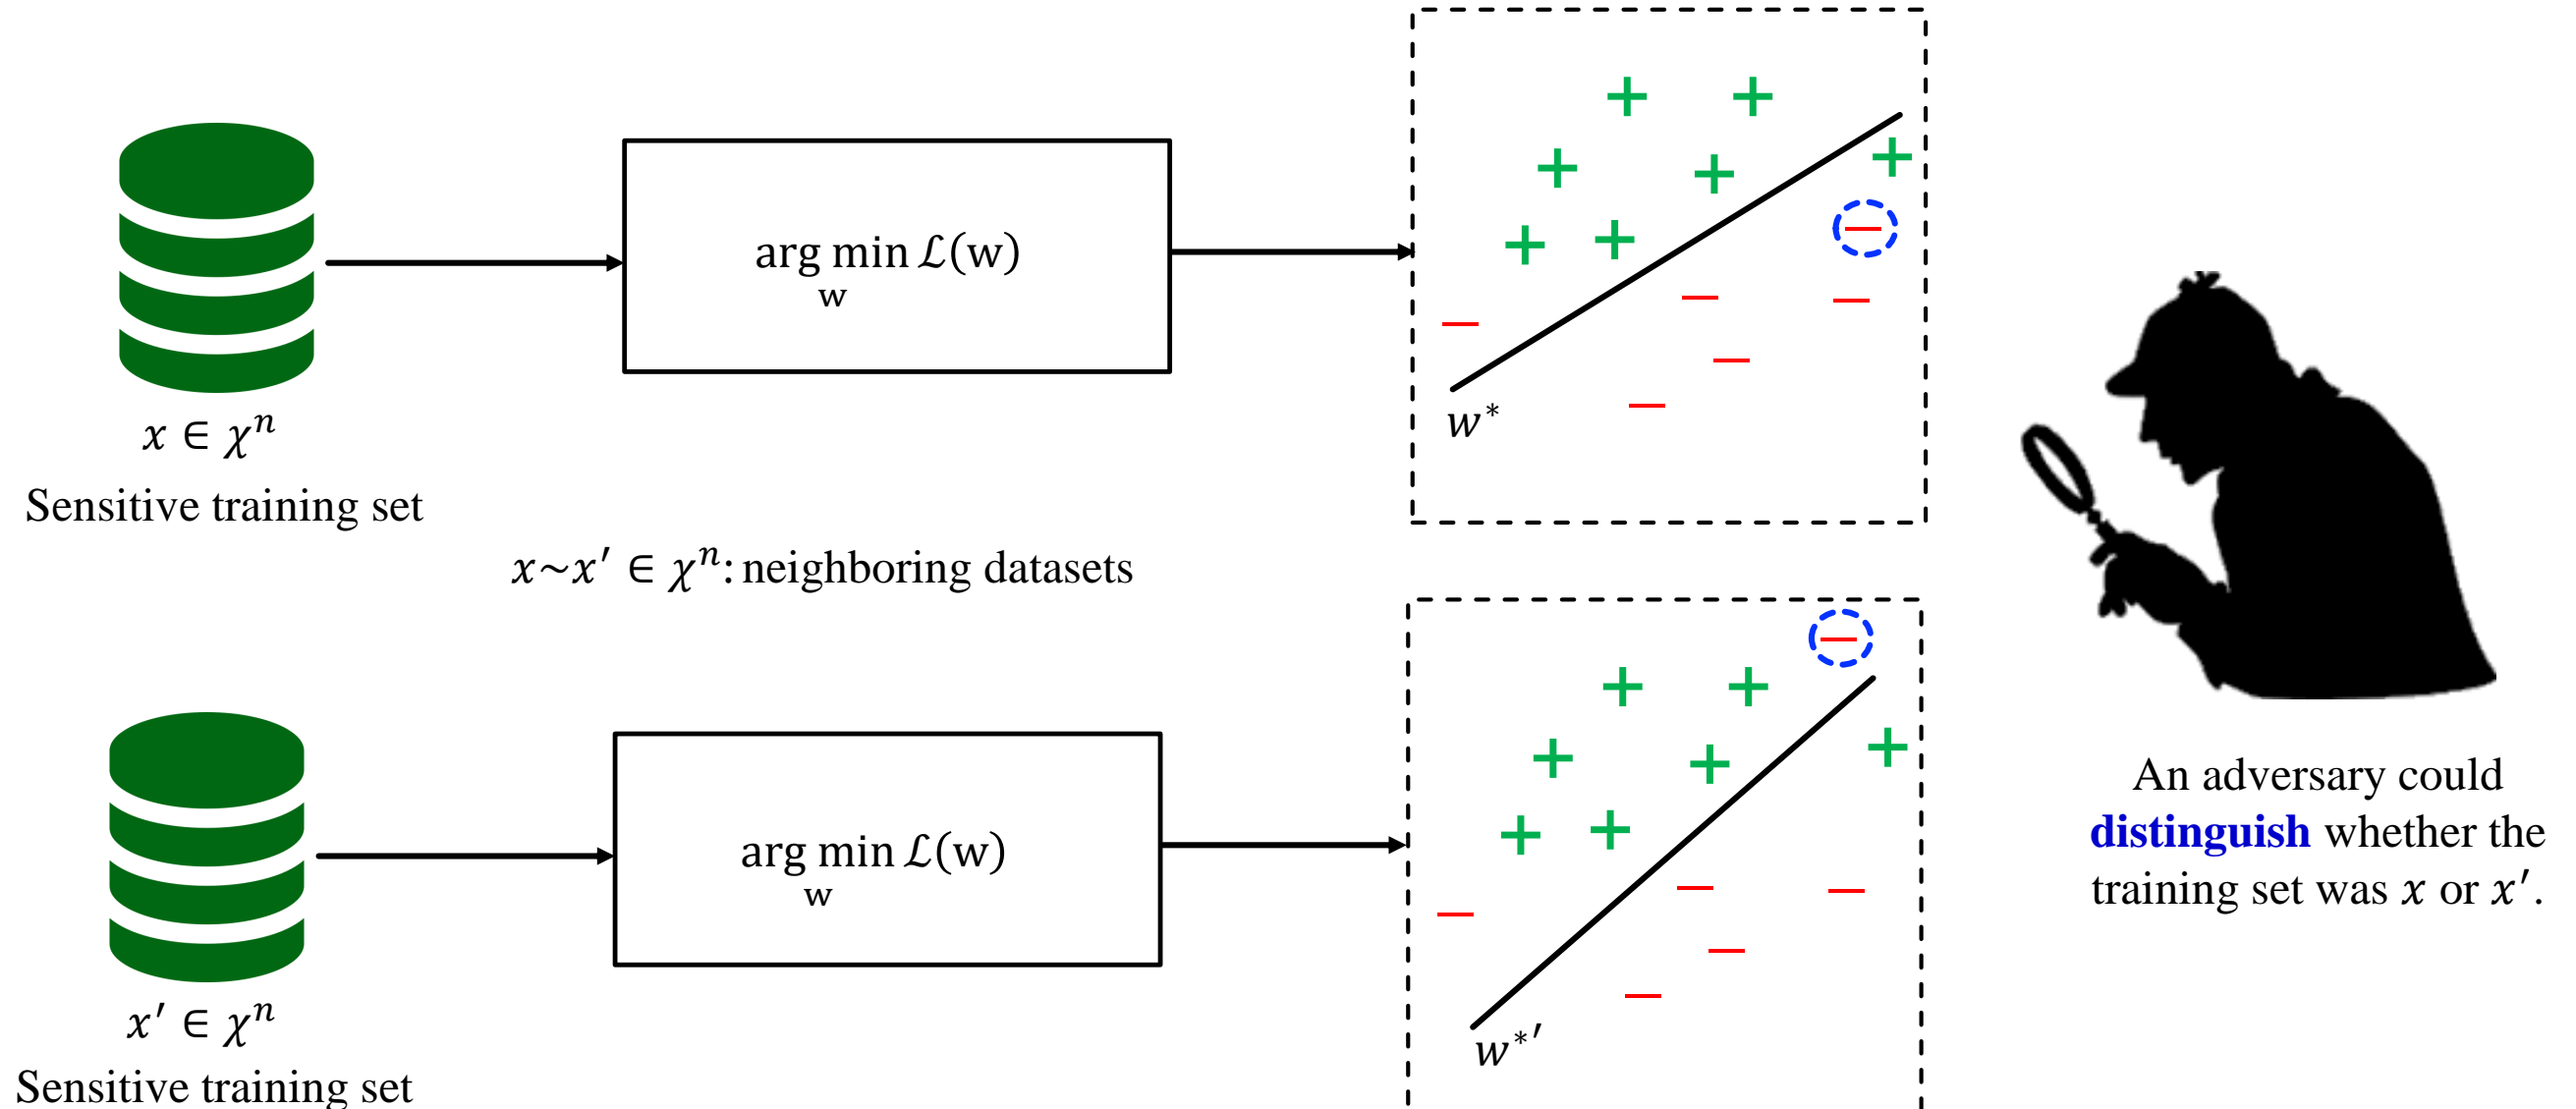 arg min ℒ(w)
w
x ∈ χⁿ
Sensitive training set
w*
x~x′ ∈ χⁿ: neighboring datasets
arg min ℒ(w)
w
x′ ∈ χⁿ
Sensitive training set
w*′
An adversary could
distinguish whether the
training set was x or x′.